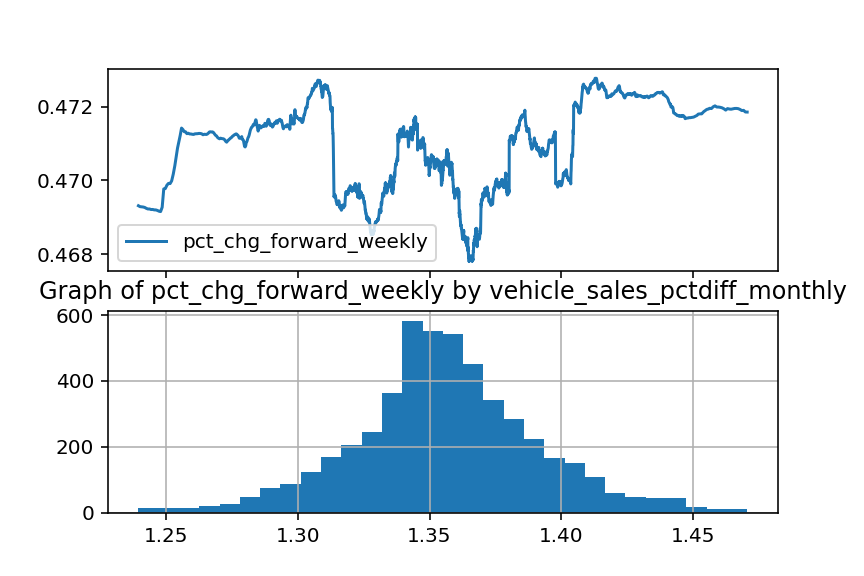 0.472
0.470
0.468
pct_chg_forward_weekly
Graph of pct_chg_forward_weekly by vehicle_sales_pctdiff_monthly
600
400
200
0
1.25 1.30 1.35 1.40 1.45